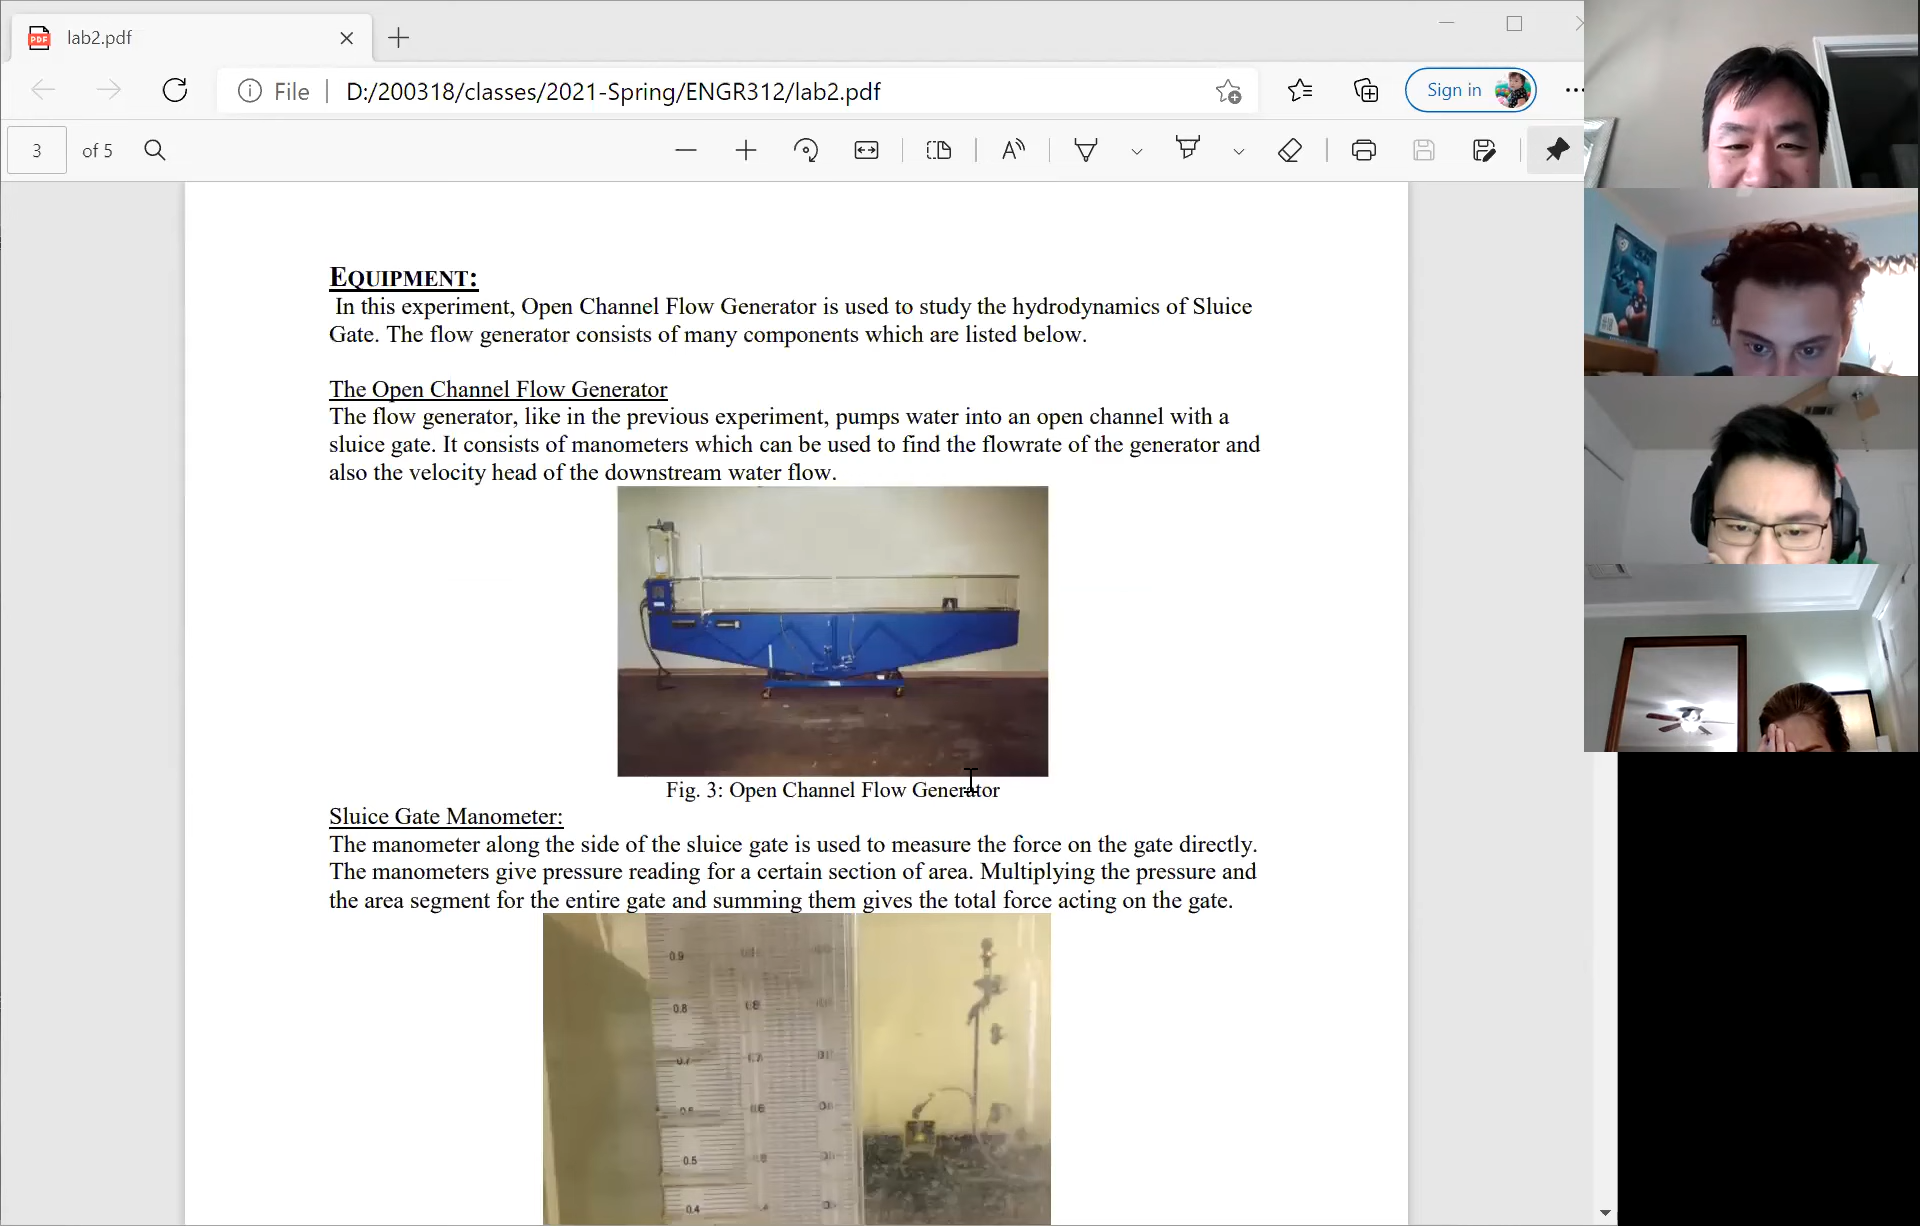 lab2.pdf
File
D:/200318/classes/2021-Spring/ENGR312/lab2.pdf
Sign in
3 of 5
EQUIPMENT:
In this experiment, Open Channel Flow Generator is used to study the hydrodynamics of Sluice
Gate. The flow generator consists of many components which are listed below.
The Open Channel Flow Generator
The flow generator, like in the previous experiment, pumps water into an open channel with a
sluice gate. It consists of manometers which can be used to find the flowrate of the generator and
also the velocity head of the downstream water flow.
Fig. 3: Open Channel Flow Generator
Sluice Gate Manometer:
The manometer along the side of the sluice gate is used to measure the force on the gate directly.
The manometers give pressure reading for a certain section of area. Multiplying the pressure and
the area segment for the entire gate and summing them gives the total force acting on the gate.
0.9
0.8 0.8
0.7 0.7
0.6 0.6
0.5
0.4